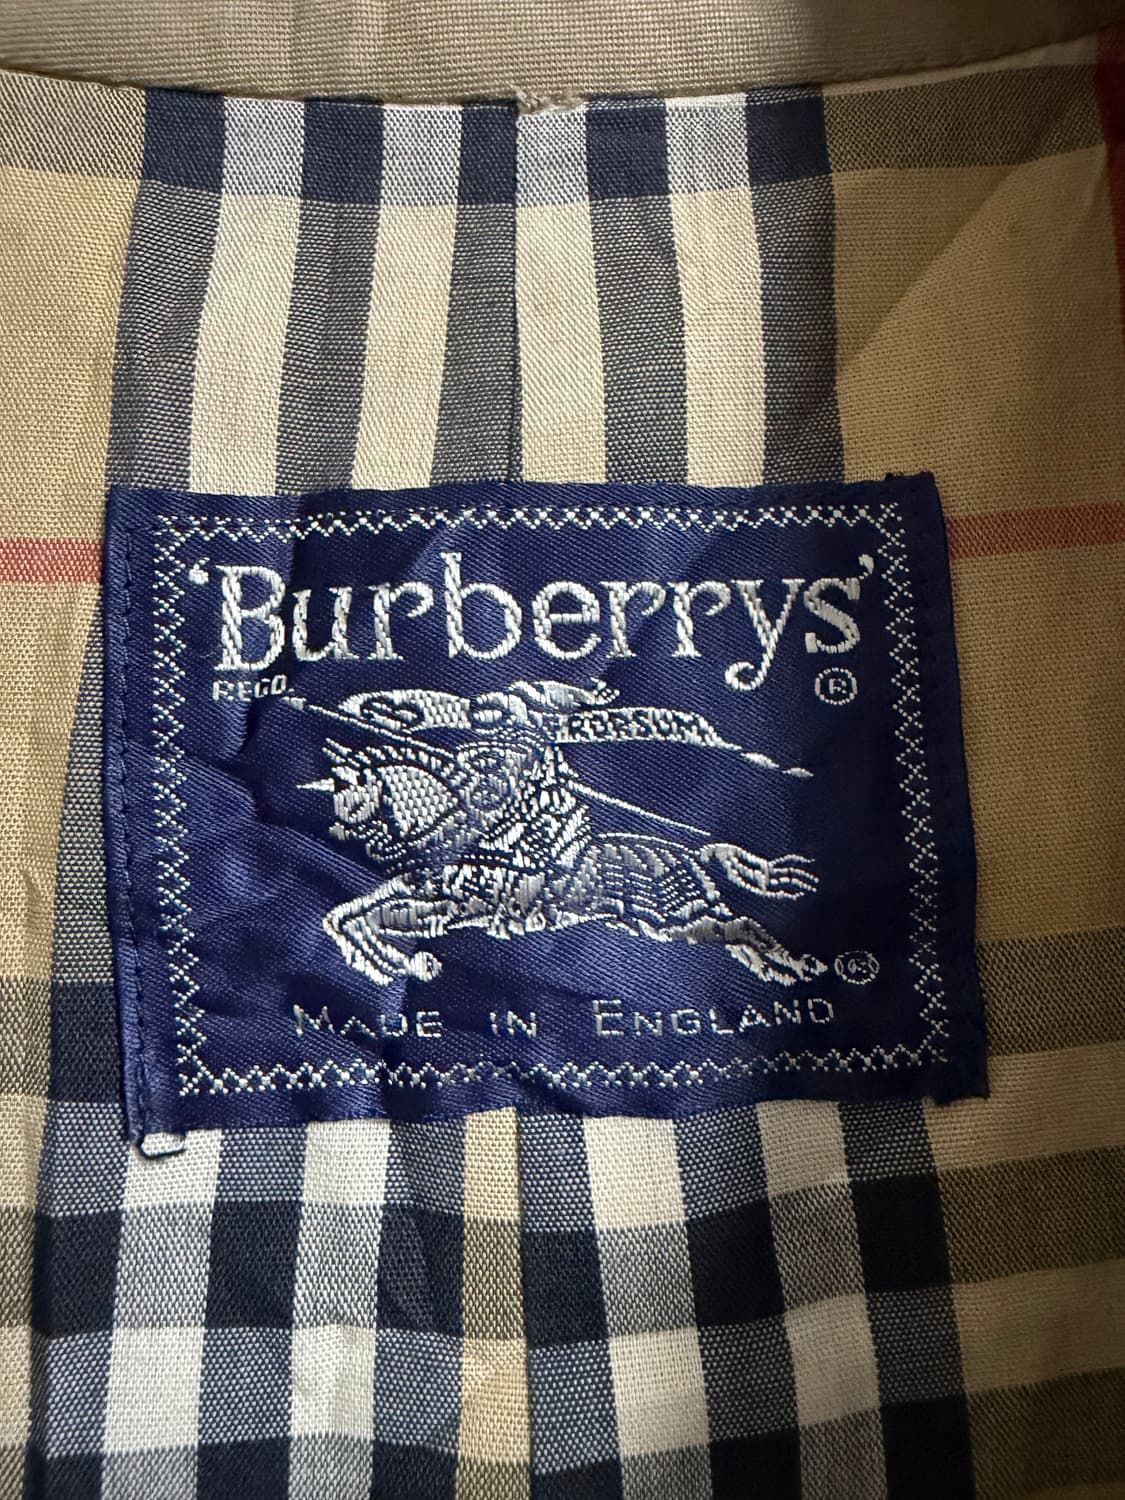 'Burberrys'
REGD. ®
PRORSUM
©
MADE IN ENGLAND